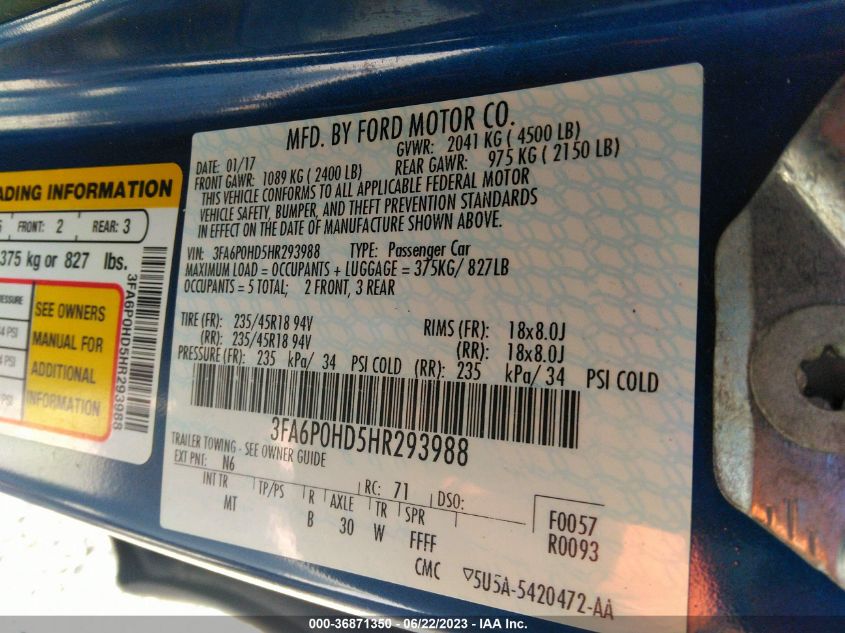 MFD. BY FORD MOTOR CO.
DATE: 01/17 GVWR: 2041 KG ( 4500 LB)
FRONT GAWR: 1089 KG ( 2400 LB) REAR GAWR: 975 KG ( 2150 LB)
THIS VEHICLE CONFORMS TO ALL APPLICABLE FEDERAL MOTOR
VEHICLE SAFETY, BUMPER, AND THEFT PREVENTION STANDARDS
IN EFFECT ON THE DATE OF MANUFACTURE SHOWN ABOVE.
VIN: 3FA6P0HD5HR293988 TYPE: Passenger Car
MAXIMUM LOAD = OCCUPANTS + LUGGAGE = 375KG/ 827LB
OCCUPANTS = 5 TOTAL; 2 FRONT, 3 REAR
TIRE (FR): 235/45R18 94V RIMS (FR): 18x8.0J
(RR): 235/45R18 94V (RR): 18x8.0J
PRESSURE (FR): 235 kPa/ 34 PSI COLD (RR): 235 kPa/ 34 PSI COLD
3FA6P0HD5HR293988
TRAILER TOWING - SEE OWNER GUIDE
EXT PNT: N6 RC: 71 DSO:
INT TR TP/PS R AXLE TR SPR
MT B 30 W FFFF
F0057
R0093
CMC ▽5U5A-5420472-AA
INFORMATION
FRONT: 2 REAR: 3
375 kg or 827 lbs.
SEE OWNERS
MANUAL FOR
ADDITIONAL
INFORMATION
PSI
PSI
PSI
3FA6P0HD5HR293988
000-36871350 - 06/22/2023 - IAA Inc.